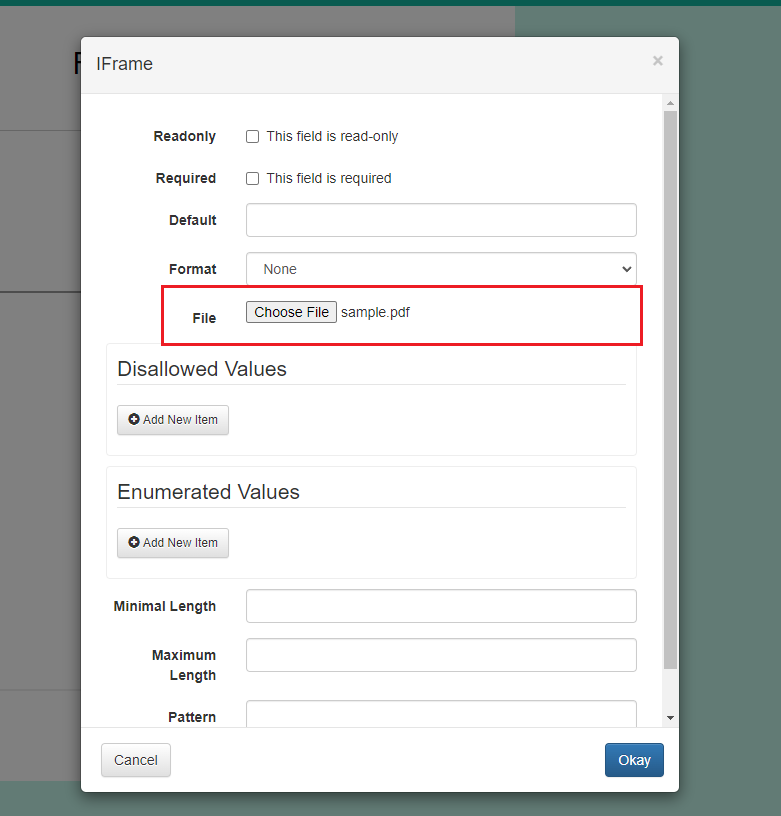 F
IFrame ×
Readonly This field is read-only
Required This field is required
Default
Format None
File Choose File sample.pdf
Disallowed Values
Add New Item
Enumerated Values
Add New Item
Minimal Length
Maximum
Length
Pattern
Cancel Okay